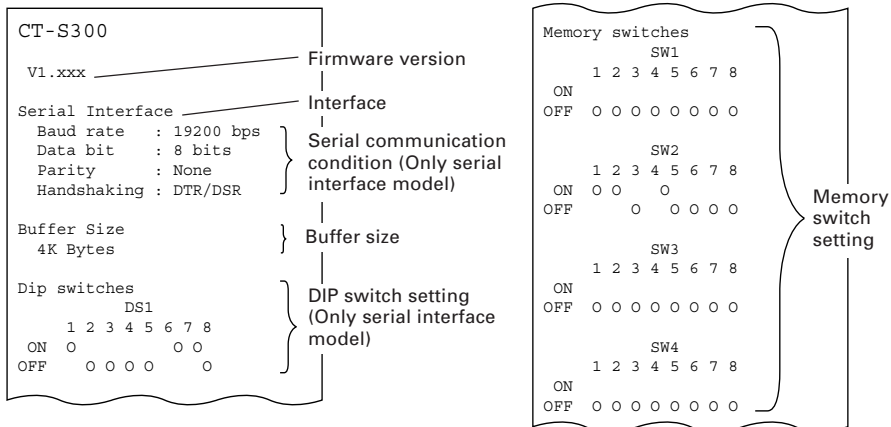 CT-S300
V1.xxx
Firmware version
Serial Interface
Interface
Baud rate : 19200 bps
Data bit : 8 bits
Parity : None
Handshaking : DTR/DSR
Serial communication
condition (Only serial
interface model)
Buffer Size
4K Bytes
Buffer size
Dip switches
DS1
1 2 3 4 5 6 7 8
ON O O O
OFF O O O O O
DIP switch setting
(Only serial interface
model)
Memory switches
SW1
1 2 3 4 5 6 7 8
ON
OFF O O O O O O O O
SW2
1 2 3 4 5 6 7 8
ON O O O
OFF O O O O O
SW3
1 2 3 4 5 6 7 8
ON
OFF O O O O O O O O
SW4
1 2 3 4 5 6 7 8
ON
OFF O O O O O O O O
Memory
switch
setting